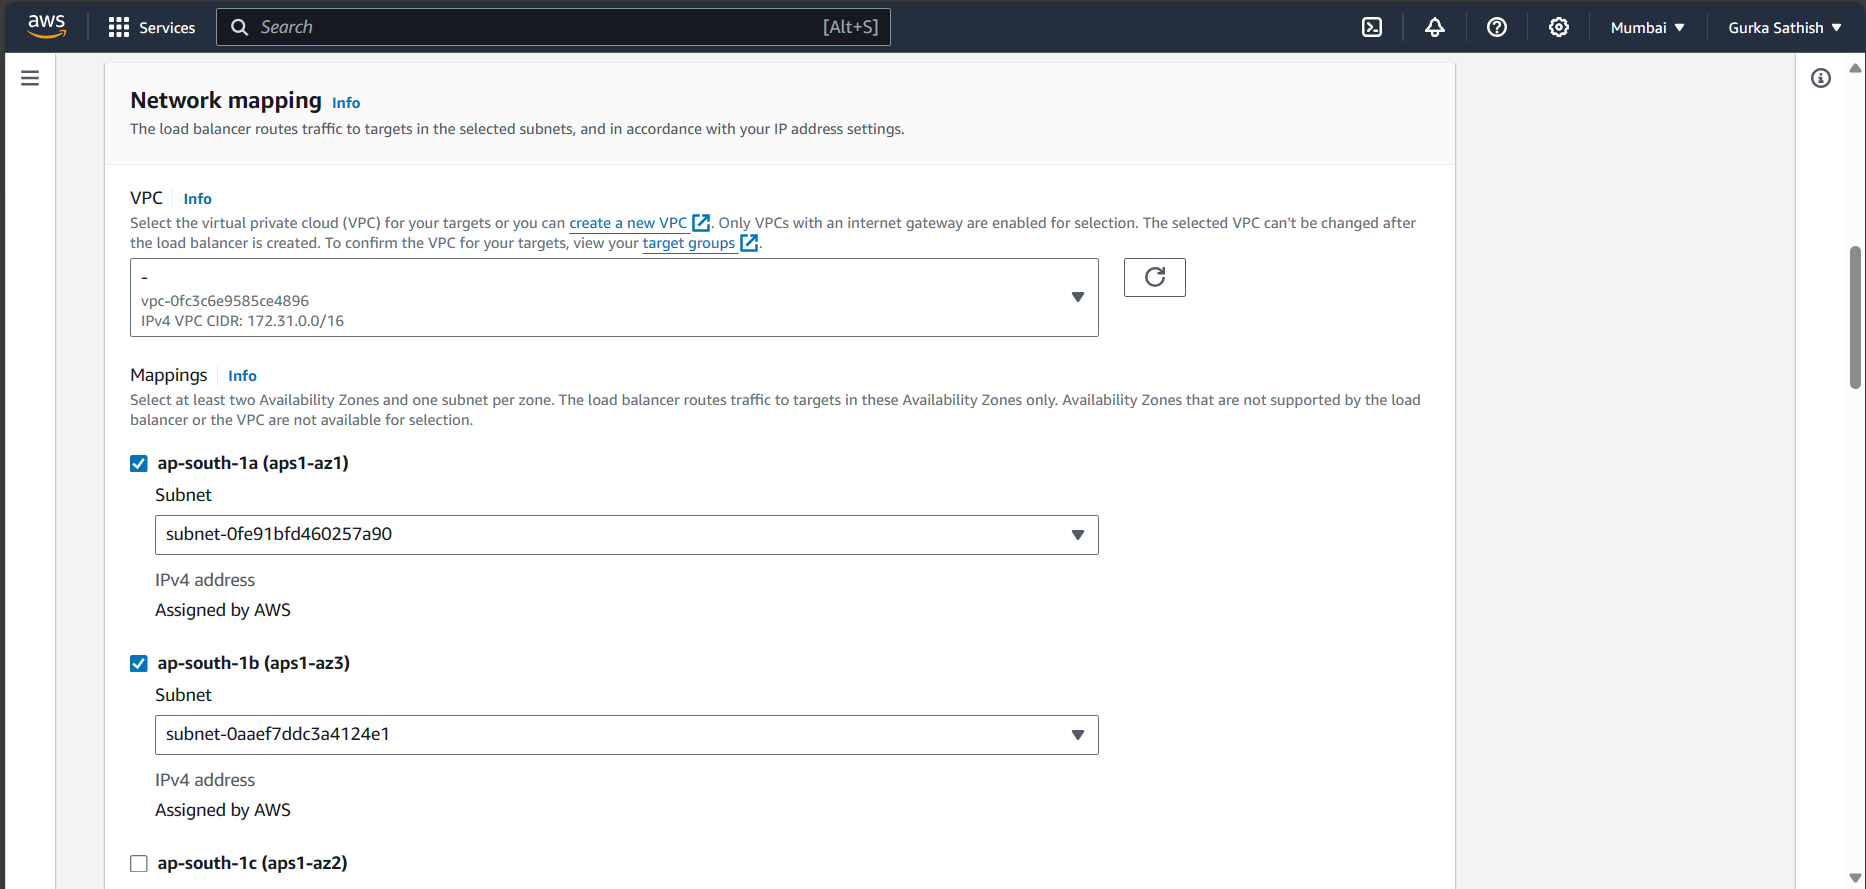 aws
Services
Search
[Alt+S]
Mumbai
Gurka Sathish
Network mapping Info
The load balancer routes traffic to targets in the selected subnets, and in accordance with your IP address settings.
VPC Info
Select the virtual private cloud (VPC) for your targets or you can create a new VPC. Only VPCs with an internet gateway are enabled for selection. The selected VPC can't be changed after
the load balancer is created. To confirm the VPC for your targets, view your target groups.
-
vpc-0fc3c6e9585ce4896
IPv4 VPC CIDR: 172.31.0.0/16
Mappings Info
Select at least two Availability Zones and one subnet per zone. The load balancer routes traffic to targets in these Availability Zones only. Availability Zones that are not supported by the load
balancer or the VPC are not available for selection.
ap-south-1a (aps1-az1)
Subnet
subnet-0fe91bfd460257a90
IPv4 address
Assigned by AWS
ap-south-1b (aps1-az3)
Subnet
subnet-0aaef7ddc3a4124e1
IPv4 address
Assigned by AWS
ap-south-1c (aps1-az2)